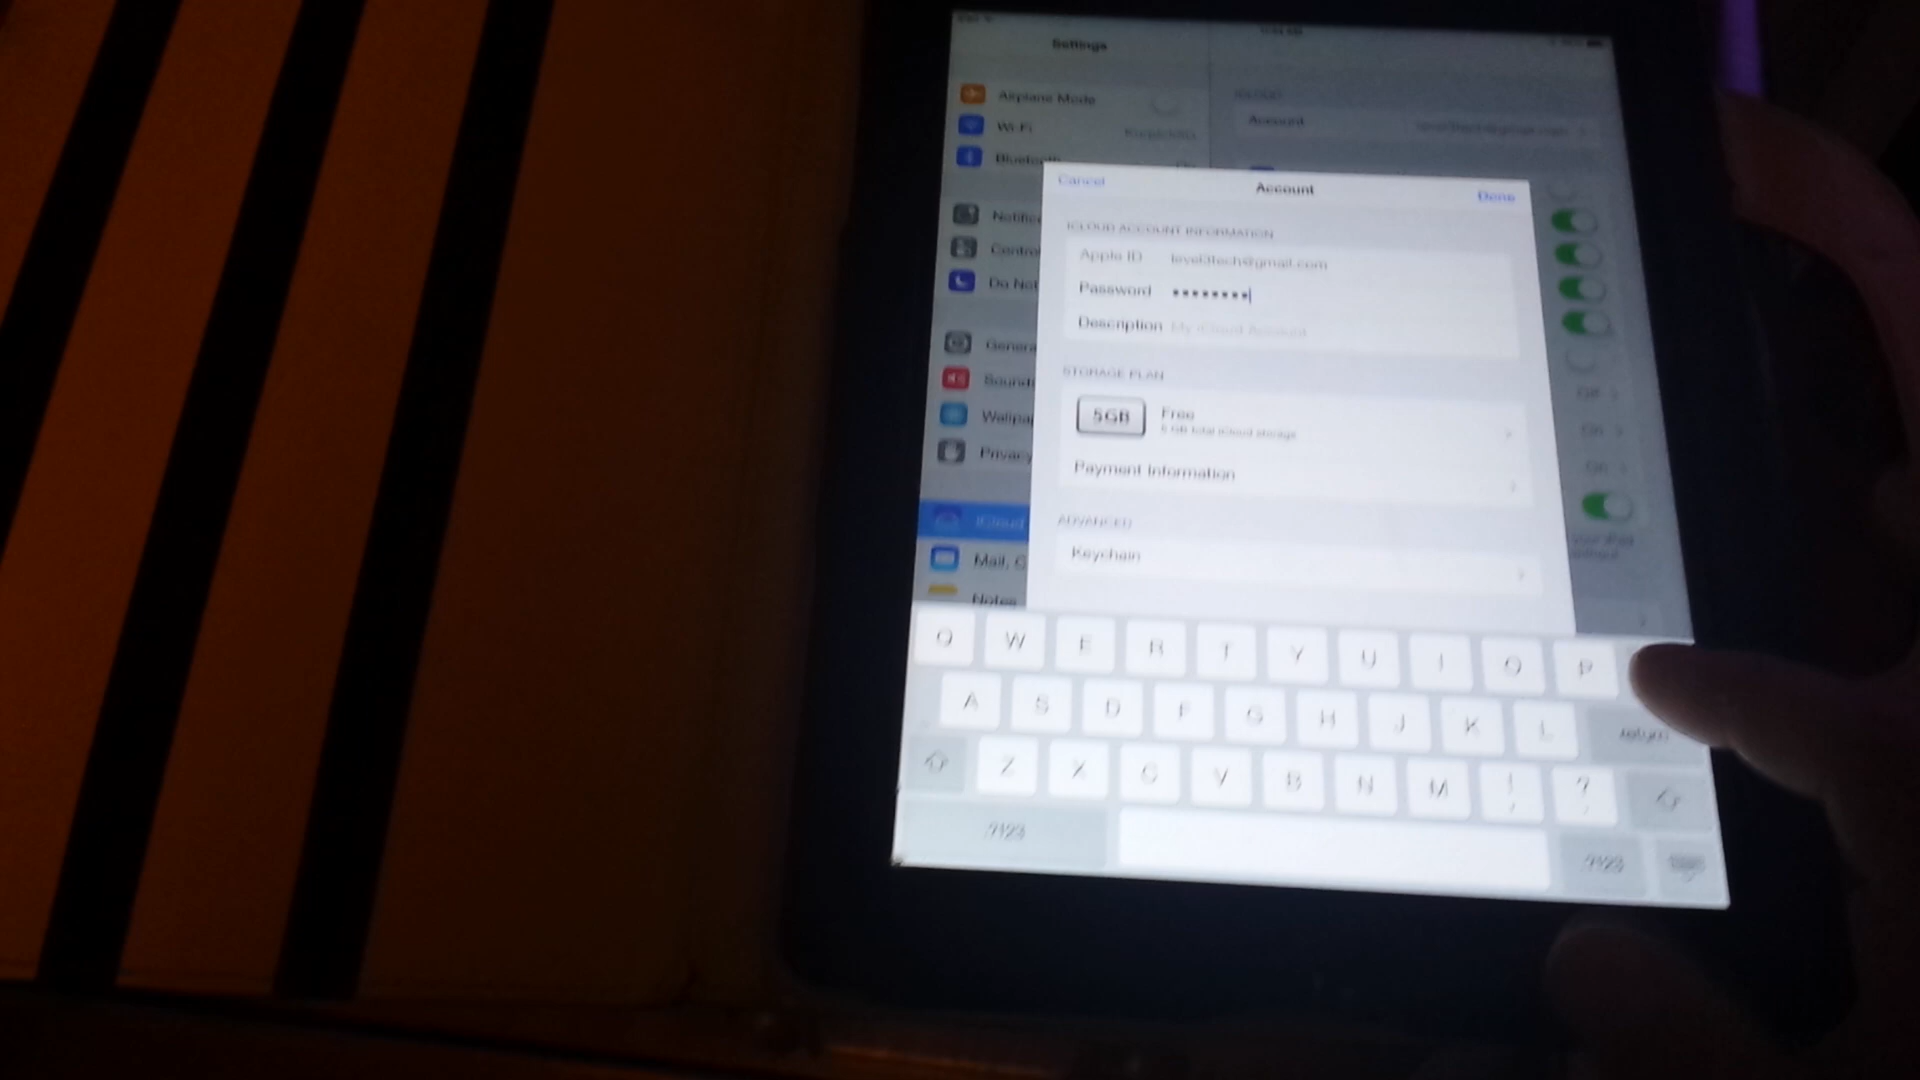 Settings
Airplane Mode
Wi-Fi
Bluetooth
Notific
Contro
Do Not
Genera
Sounds
Wallpap
Privacy
iCloud
Mail, C
Notes
ICLOUD
Account
Cancel
Account
Done
ICLOUD ACCOUNT INFORMATION
Apple ID level3tech@gmail.com
Password ••••••••
Description My iCloud Account
STORAGE PLAN
5GB
Free
5 GB total iCloud storage
Payment Information
ADVANCED
Keychain
Q W E R T Y U I O P
A S D F G H J K L return
Z X C V B N M ! , ? .
.?123 .?123